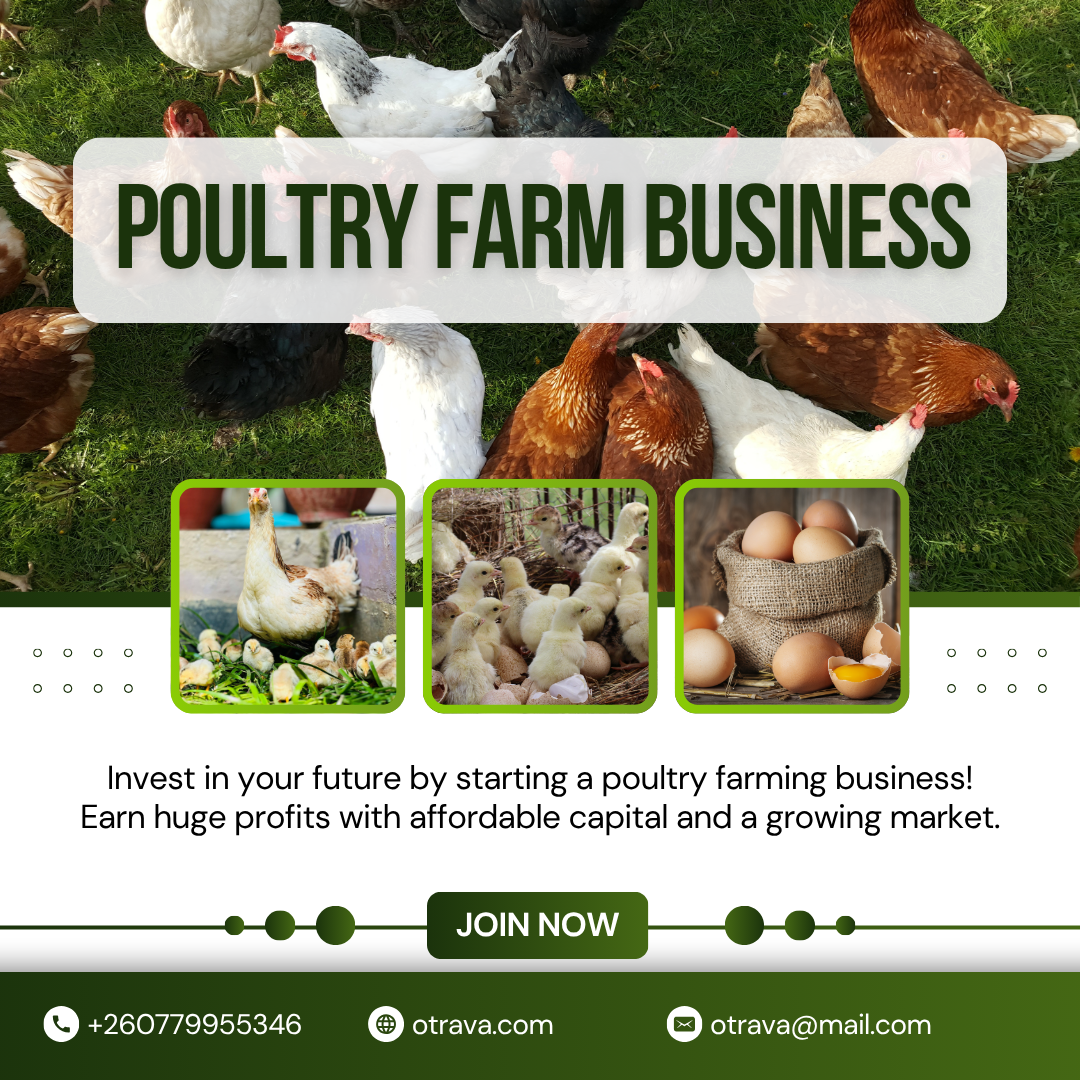 POULTRY FARM BUSINESS
Invest in your future by starting a poultry farming business!
Earn huge profits with affordable capital and a growing market.
JOIN NOW
+260779955346
otrava.com
otrava@mail.com